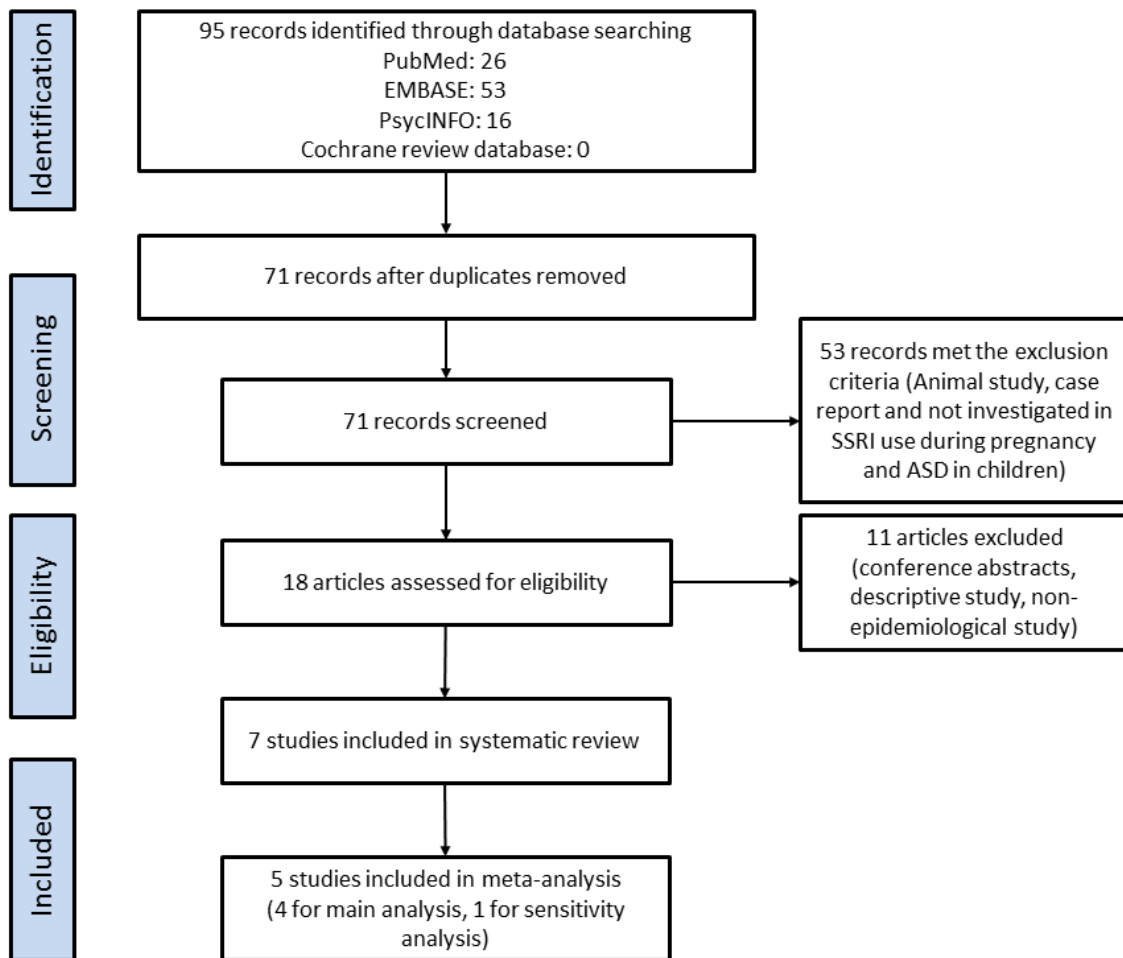 Identification
95 records identified through database searching
PubMed: 26
EMBASE: 53
PsycINFO: 16
Cochrane review database: 0
71 records after duplicates removed
Screening
71 records screened
53 records met the exclusion
criteria (Animal study, case
report and not investigated in
SSRI use during pregnancy
and ASD in children)
Eligibility
18 articles assessed for eligibility
11 articles excluded
(conference abstracts,
descriptive study, non-
epidemiological study)
7 studies included in systematic review
Included
5 studies included in meta-analysis
(4 for main analysis, 1 for sensitivity
analysis)